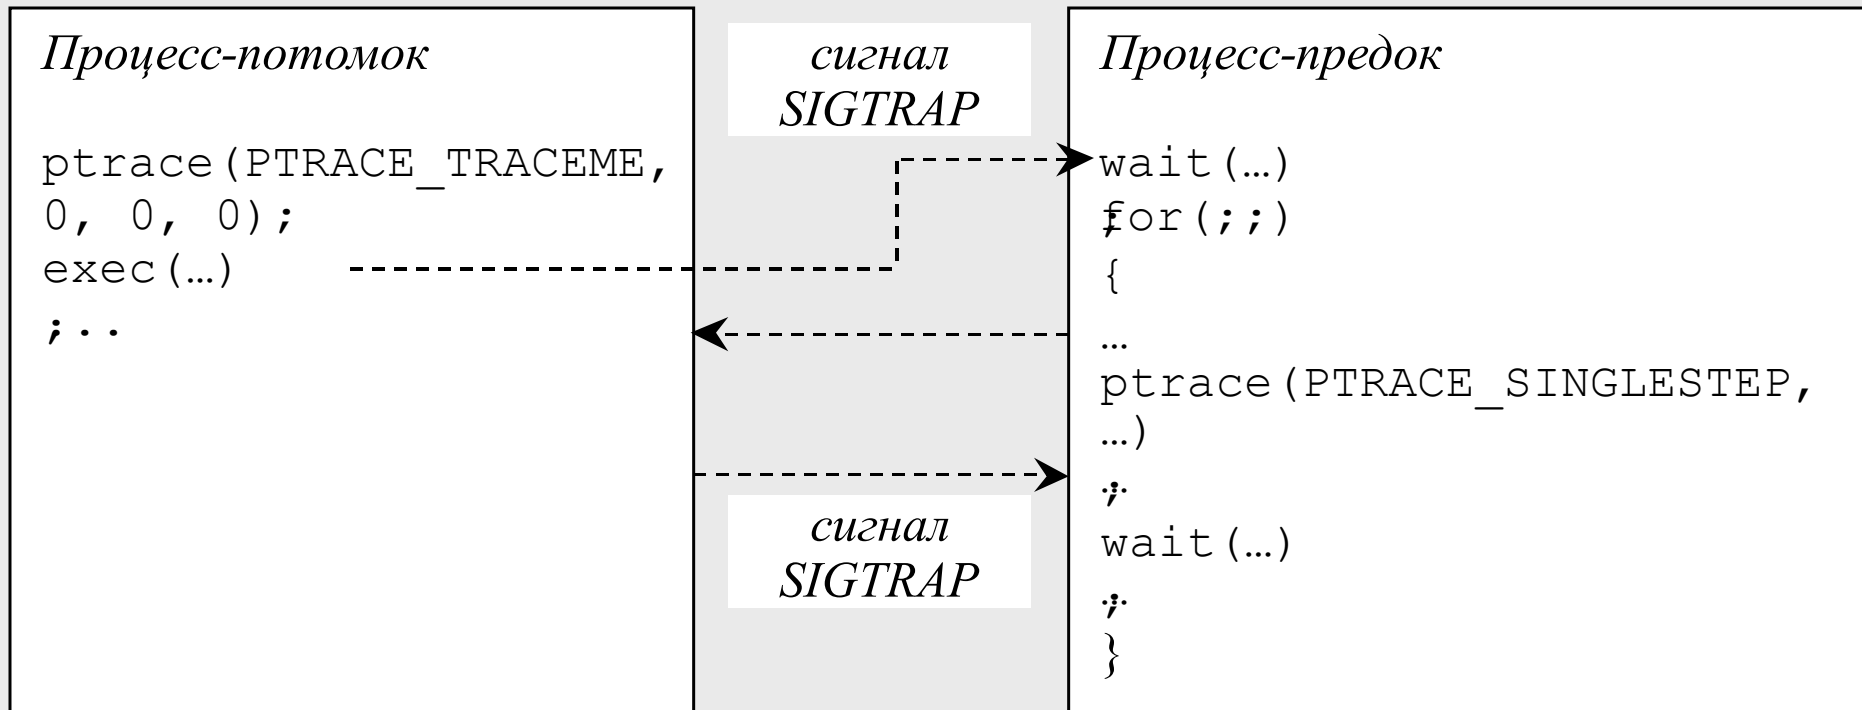 Процесс-потомок
ptrace(PTRACE_TRACEME,
0, 0, 0);
exec(…)
;..
сигнал
SIGTRAP
сигнал
SIGTRAP
Процесс-предок
wait(…)
;
for(;;)
{
…
ptrace(PTRACE_SINGLESTEP,
…)
;
wait(…)
;
}